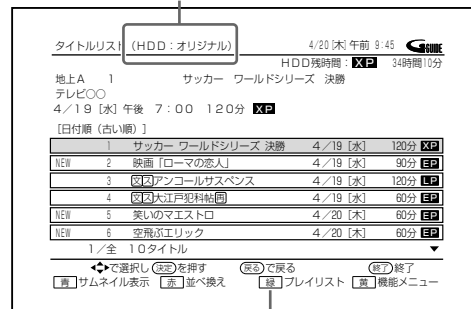 タイトルリスト（HDD：オリジナル） 4/20[木]午前 9:45 GGUIDE
HDD残時間：XP 34時間10分
地上A 1 サッカー ワールドシリーズ 決勝
テレビ○○
4／19［水］午後 7：00 120分 XP
［日付順（古い順）］
1 サッカー ワールドシリーズ 決勝 4／19［水］ 120分 XP
NEW 2 映画「ローマの恋人」 4／19［水］ 90分 EP
3 文スアンコールサスペンス 4／19［水］ 120分 LP
4 文ス大江戸犯科帖再 4／19［水］ 60分 EP
NEW 5 笑いのマエストロ 4／20［木］ 60分 EP
NEW 6 空飛ぶエリック 4／20［木］ 60分 EP
1／全 10タイトル ▼
で選択し 決定 を押す 戻る で戻る 終了 終了
青 サムネイル表示 赤 並べ換え 緑 プレイリスト 黄 機能メニュー